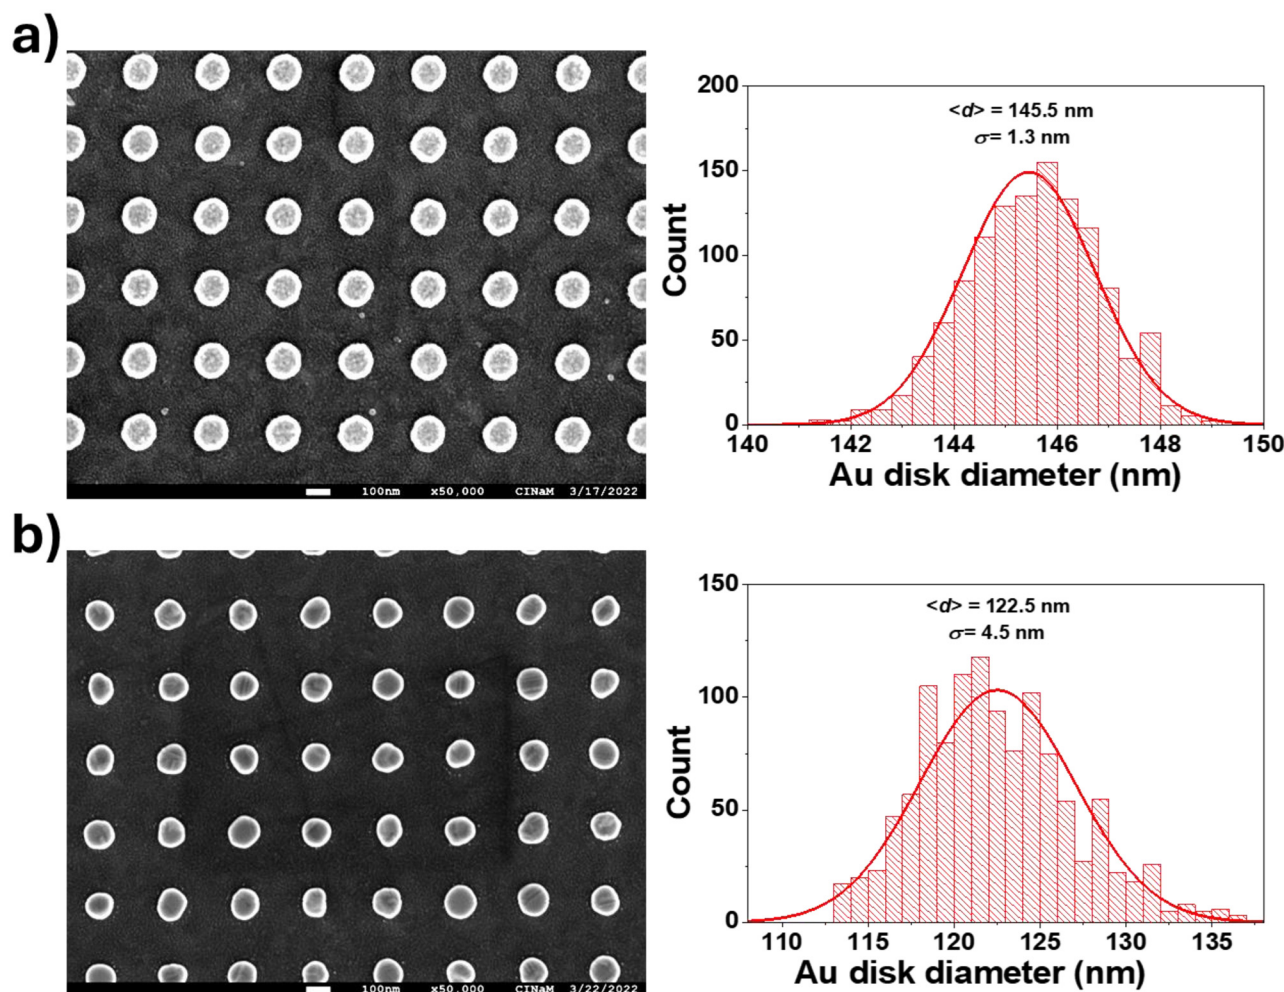 a)
100nm x50,000 CINaM 3/17/2022
<d> = 145.5 nm
σ= 1.3 nm
200
150
100
50
0
Count
140 142 144 146 148 150
Au disk diameter (nm)
b)
100nm x50,000 CINaM 3/22/2022
<d> = 122.5 nm
σ= 4.5 nm
150
100
50
0
Count
110 115 120 125 130 135
Au disk diameter (nm)